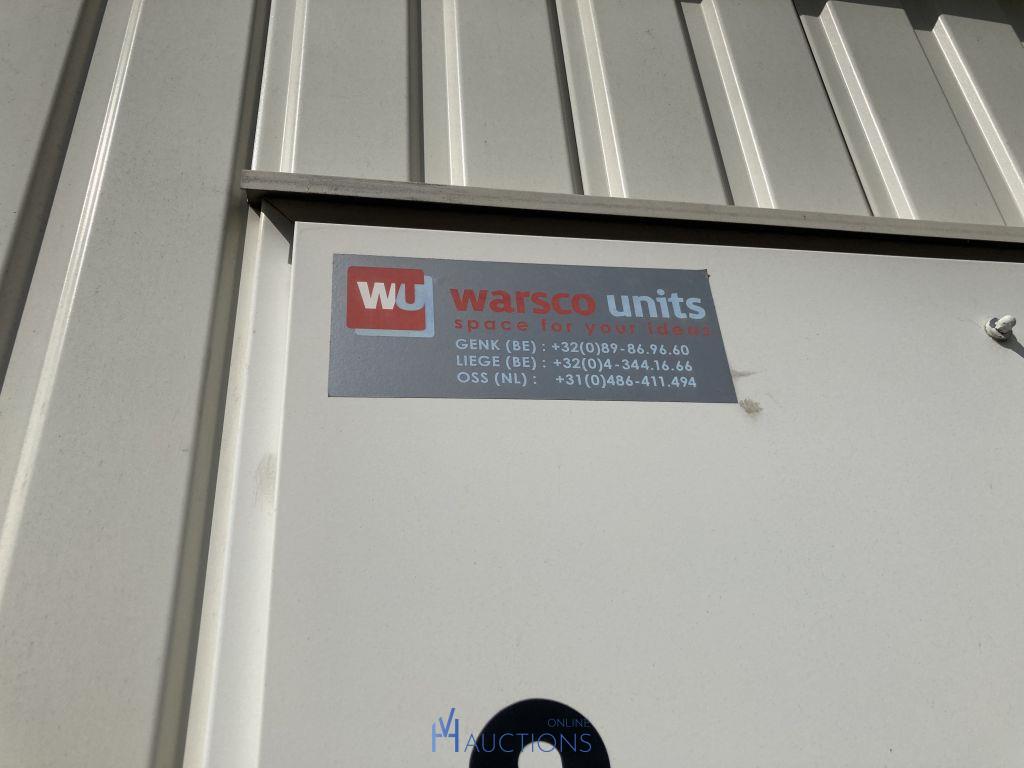 WU
warsco units
space for your ideas
GENK (BE) : +32(0)89-86.96.60
LIEGE (BE) : +32(0)4-344.16.66
OSS (NL) : +31(0)486-411.494
VH ONLINE
AUCTIONS